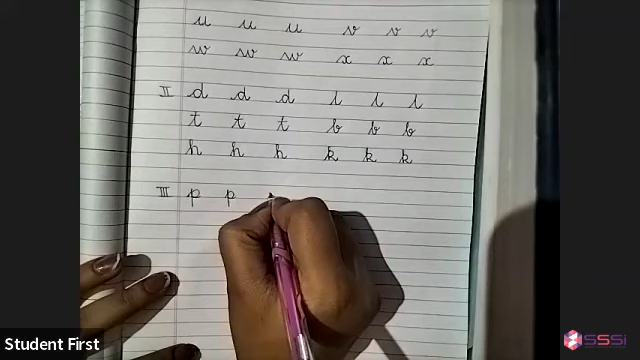 u u u v v v
w w w x x x
II d d d l l l
t t t b b b
h h h k k k
III p p
Student First
SSSi